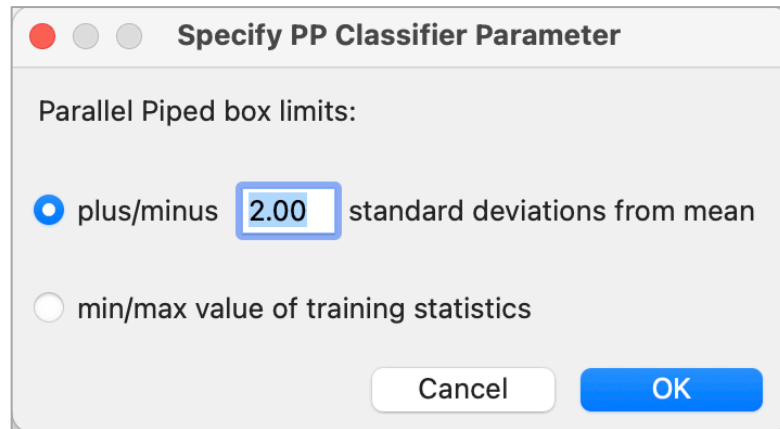 Specify PP Classifier Parameter
Parallel Piped box limits:
plus/minus 2.00 standard deviations from mean
min/max value of training statistics
Cancel OK